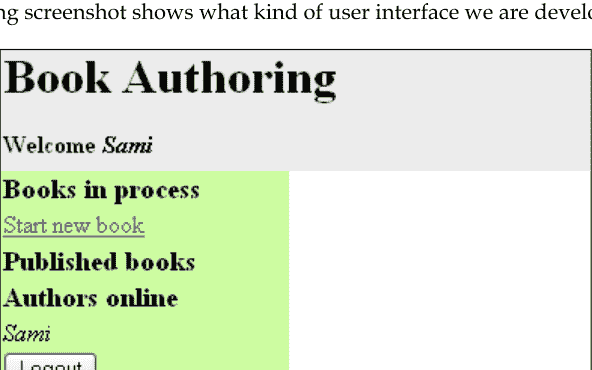 ng screenshot shows what kind of user interface we are develo
Book Authoring
Welcome Sami
Books in process
Start new book
Published books
Authors online
Sami
Logout